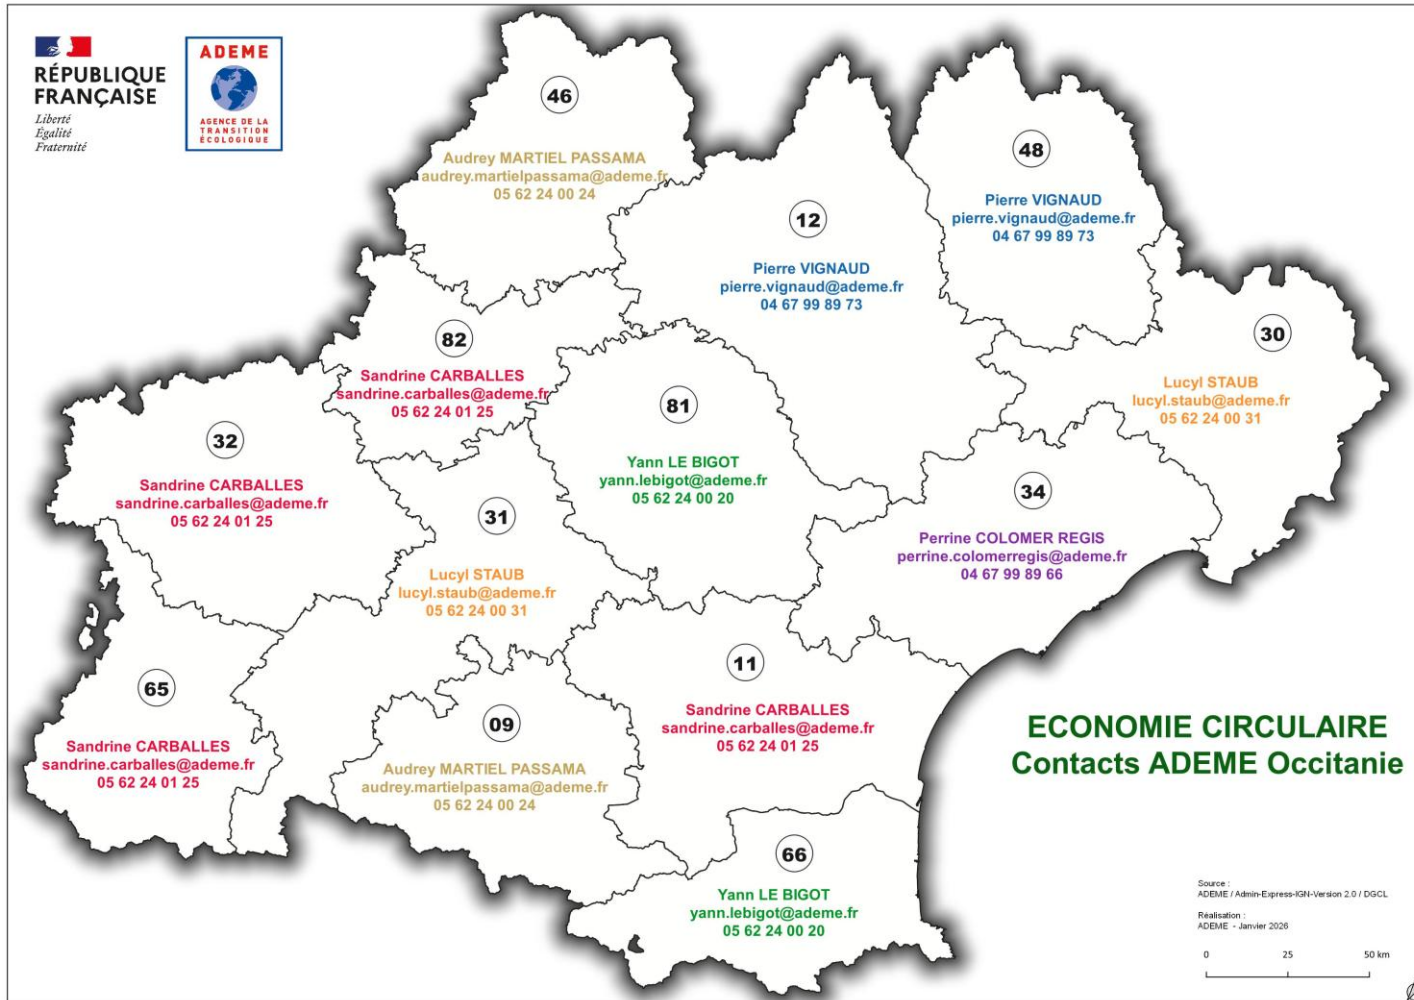 RÉPUBLIQUE
FRANÇAISE
Liberté
Égalité
Fraternité
ADEME
AGENCE DE LA
TRANSITION
ÉCOLOGIQUE
46
Audrey MARTIEL PASSAMA
audrey.martielpassama@ademe.fr
05 62 24 00 24
48
Pierre VIGNAUD
pierre.vignaud@ademe.fr
04 67 99 89 73
12
Pierre VIGNAUD
pierre.vignaud@ademe.fr
04 67 99 89 73
82
Sandrine CARBALLES
sandrine.carballes@ademe.fr
05 62 24 01 25
30
Lucyl STAUB
lucyl.staub@ademe.fr
05 62 24 00 31
81
Yann LE BIGOT
yann.lebigot@ademe.fr
05 62 24 00 20
32
Sandrine CARBALLES
sandrine.carballes@ademe.fr
05 62 24 01 25
34
Perrine COLOMER REGIS
perrine.colomerregis@ademe.fr
04 67 99 89 66
31
Lucyl STAUB
lucyl.staub@ademe.fr
05 62 24 00 31
11
Sandrine CARBALLES
sandrine.carballes@ademe.fr
05 62 24 01 25
65
Sandrine CARBALLES
sandrine.carballes@ademe.fr
05 62 24 01 25
09
Audrey MARTIEL PASSAMA
audrey.martielpassama@ademe.fr
05 62 24 00 24
ECONOMIE CIRCULAIRE
Contacts ADEME Occitanie
66
Yann LE BIGOT
yann.lebigot@ademe.fr
05 62 24 00 20
Source :
ADEME / Admin-Express-IGN-Version 2.0 / DGCL
Réalisation :
ADEME - Janvier 2026
0 25 50 km